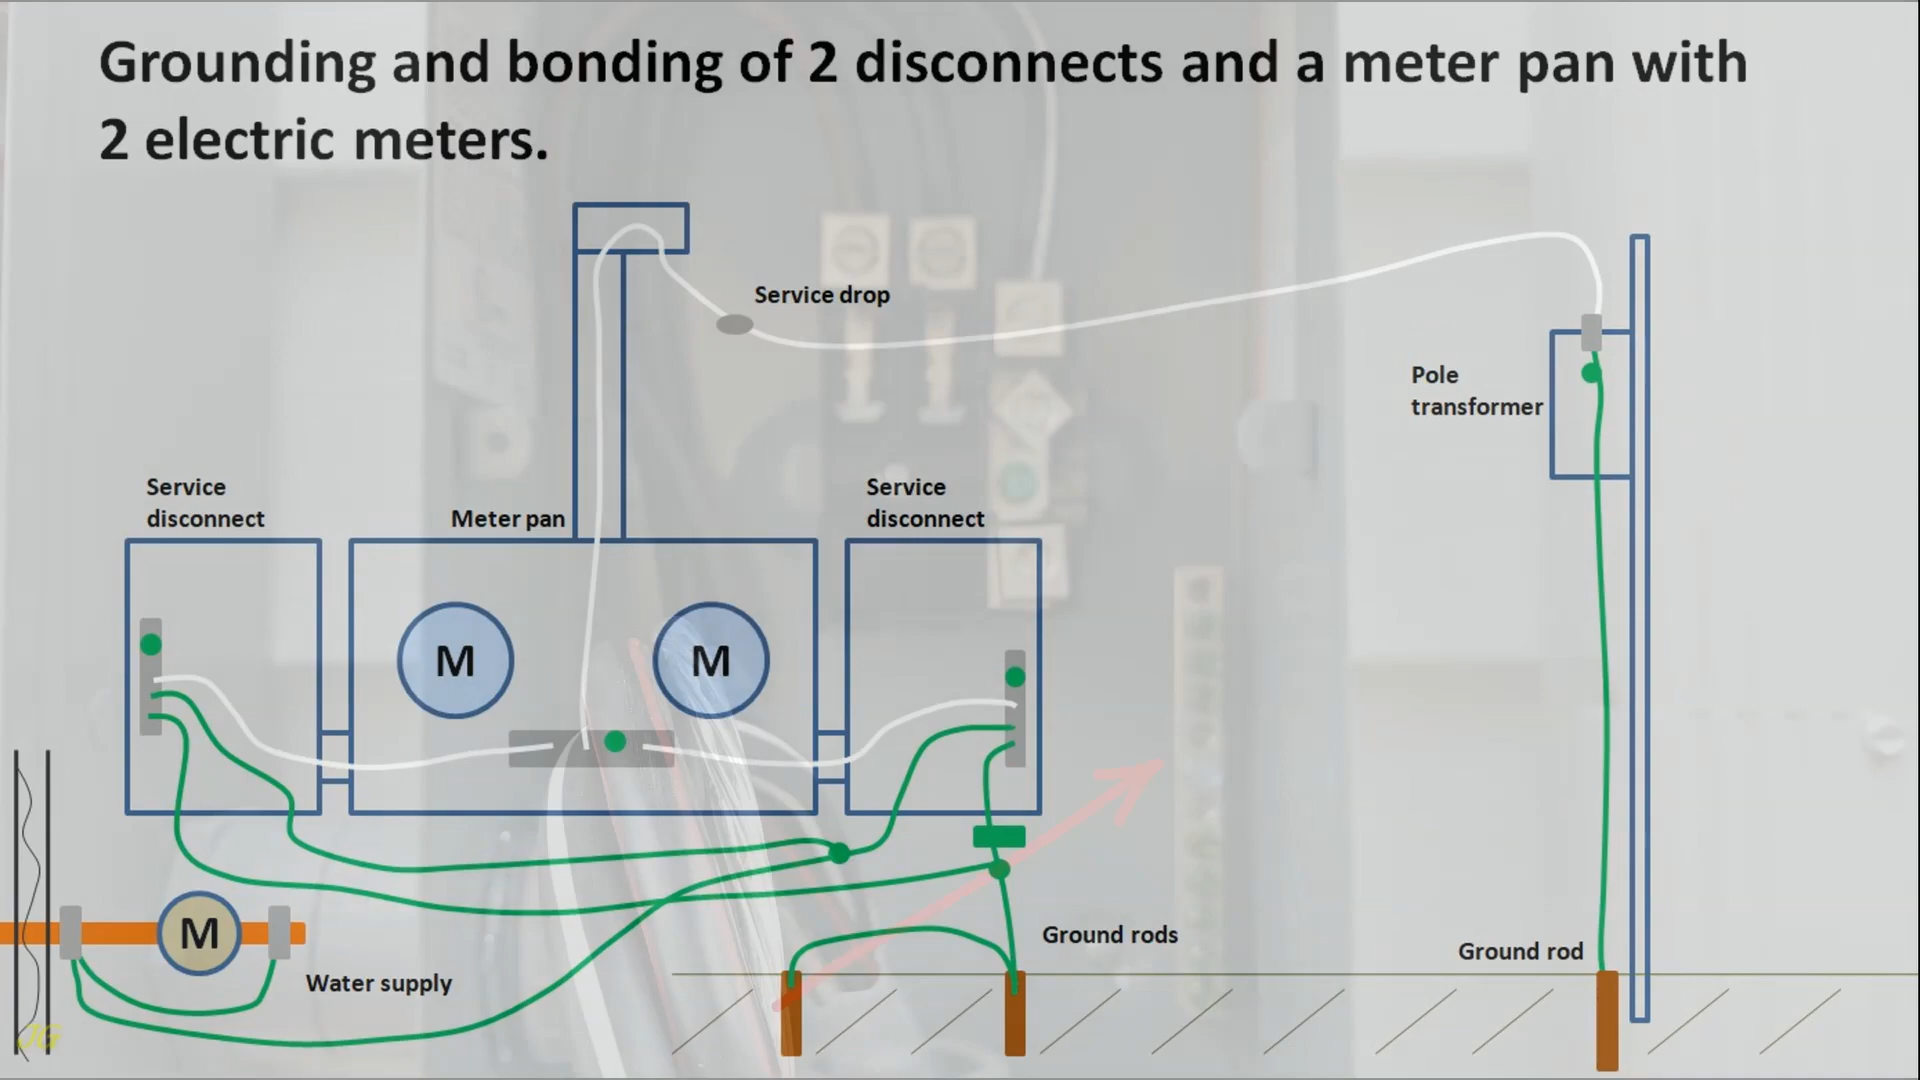 Grounding and bonding of 2 disconnects and a meter pan with
2 electric meters.
Service drop
Pole
transformer
Service
disconnect
Meter pan
Service
disconnect
M
M
M
Water supply
Ground rods
Ground rod
JG